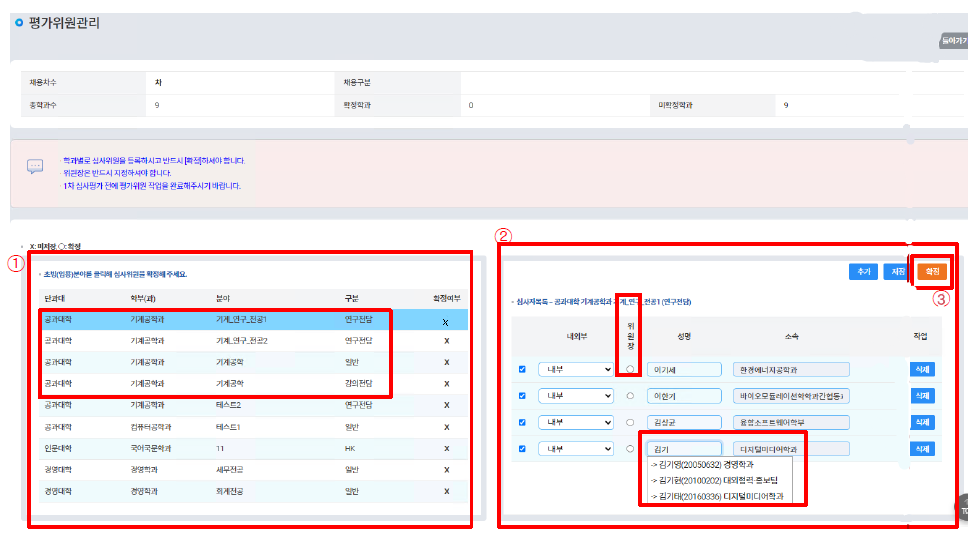 평가위원관리
돌아가기
채용차수 차 채용구분
총학과수 9 확정학과 0 미확정학과 9
· 학과별로 심사위원을 등록하시고 반드시 [확정]하셔야 합니다.
· 위원장은 반드시 지정하셔야 합니다.
· 1차 심사평가 전에 평가위원 작업을 완료해주시기 바랍니다.
X: 미저장, ○: 확정
①
초빙(임용)분야를 클릭해 심사위원을 확정해 주세요.
단과대 학부(과) 분야 구분 확정여부
공과대학 기계공학과 기계_연구_전공1 연구전담 X
공과대학 기계공학과 기계_연구_전공2 연구전담 X
공과대학 기계공학과 기계공학 일반 X
공과대학 기계공학과 기계공학 강의전담 X
공과대학 기계공학과 테스트2 연구전담 X
공과대학 컴퓨터공학과 테스트1 일반 X
인문대학 국어국문학과 11 HK X
경영대학 경영학과 세무전공 일반 X
경영대학 경영학과 회계전공 일반 X
②
추가 저장 확정
③
심사자목록 - 공과대학 기계공학과 기계_연구_전공1 (연구전담)
내외부 위원장 성명 소속 작업
내부 이기세 환경에너지공학과 삭제
내부 이한기 삭제
내부 김상균 융합소프트웨어학부 삭제
내부 김기 디지털미디어학과 삭제
-> 김기영(20050632) 경영학과
-> 김기현(20100202) 대외협력·홍보팀
-> 김기태(20160336) 디지털미디어학과